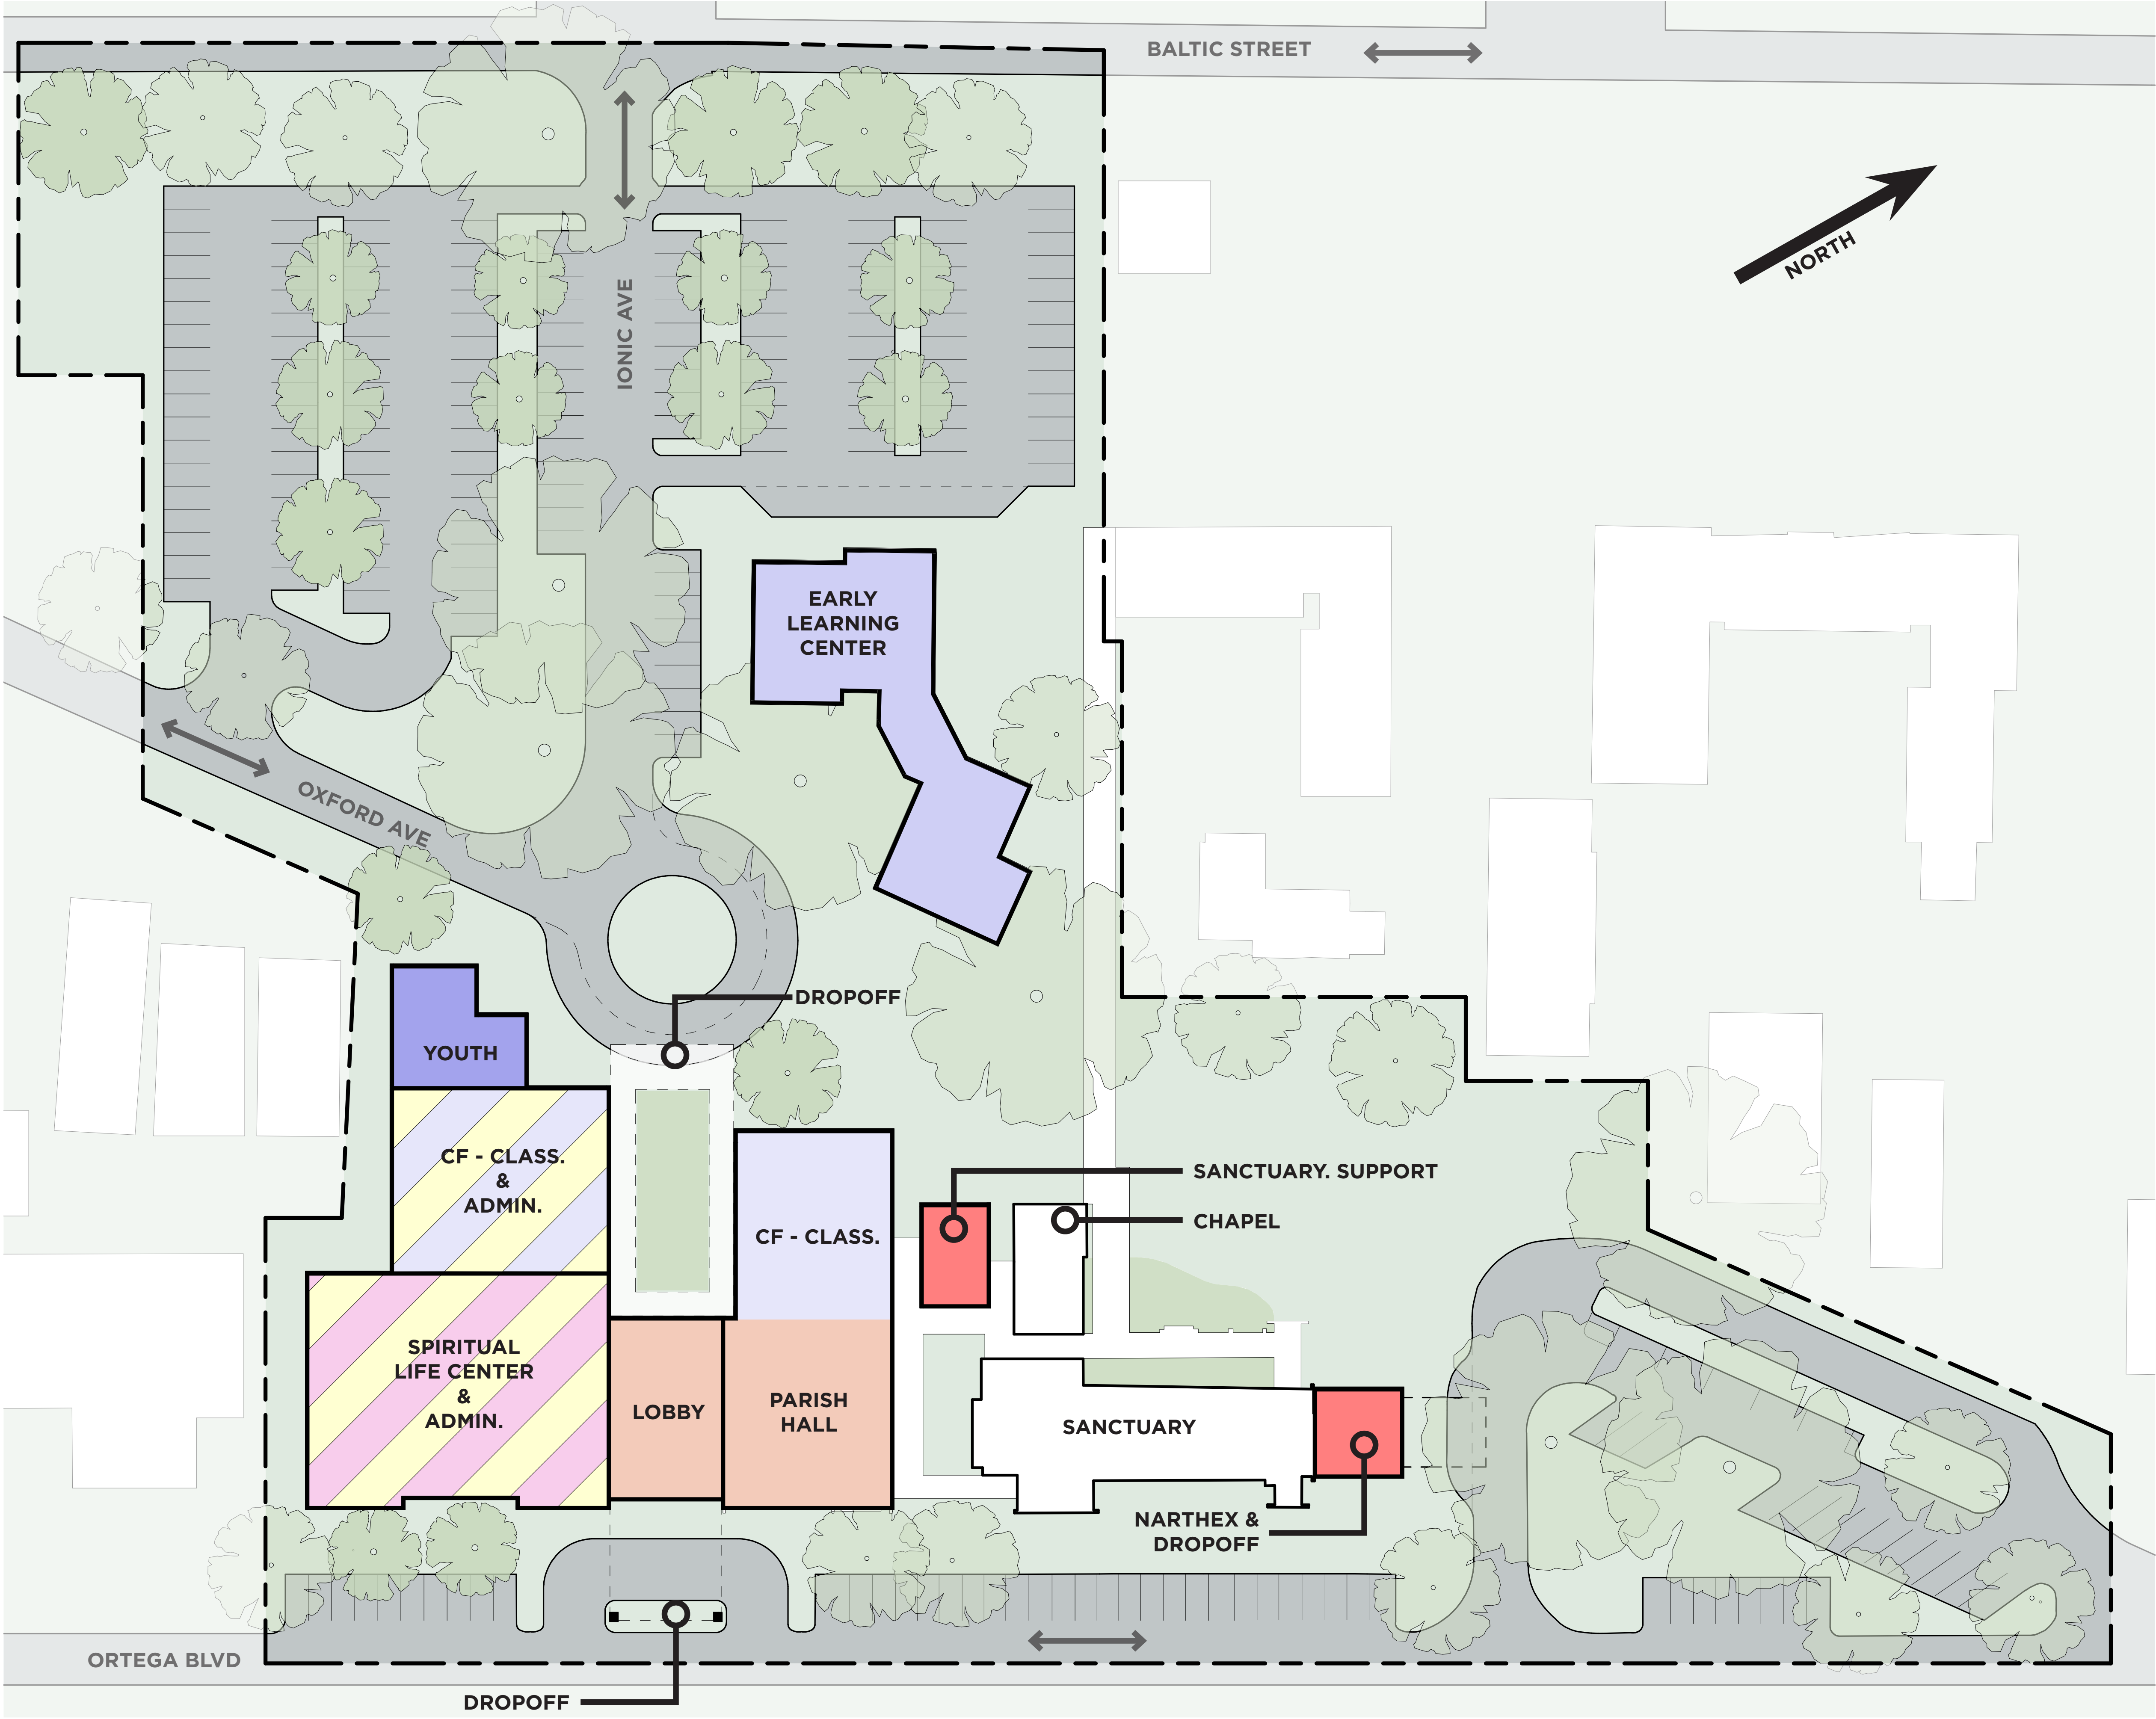 BALTIC STREET
NORTH
IONIC AVE
EARLY
LEARNING
CENTER
OXFORD AVE
DROPOFF
YOUTH
CF - CLASS.
&
ADMIN.
SANCTUARY. SUPPORT
CHAPEL
CF - CLASS.
SPIRITUAL
LIFE CENTER
&
ADMIN.
LOBBY
PARISH
HALL
SANCTUARY
NARTHEX &
DROPOFF
ORTEGA BLVD
DROPOFF